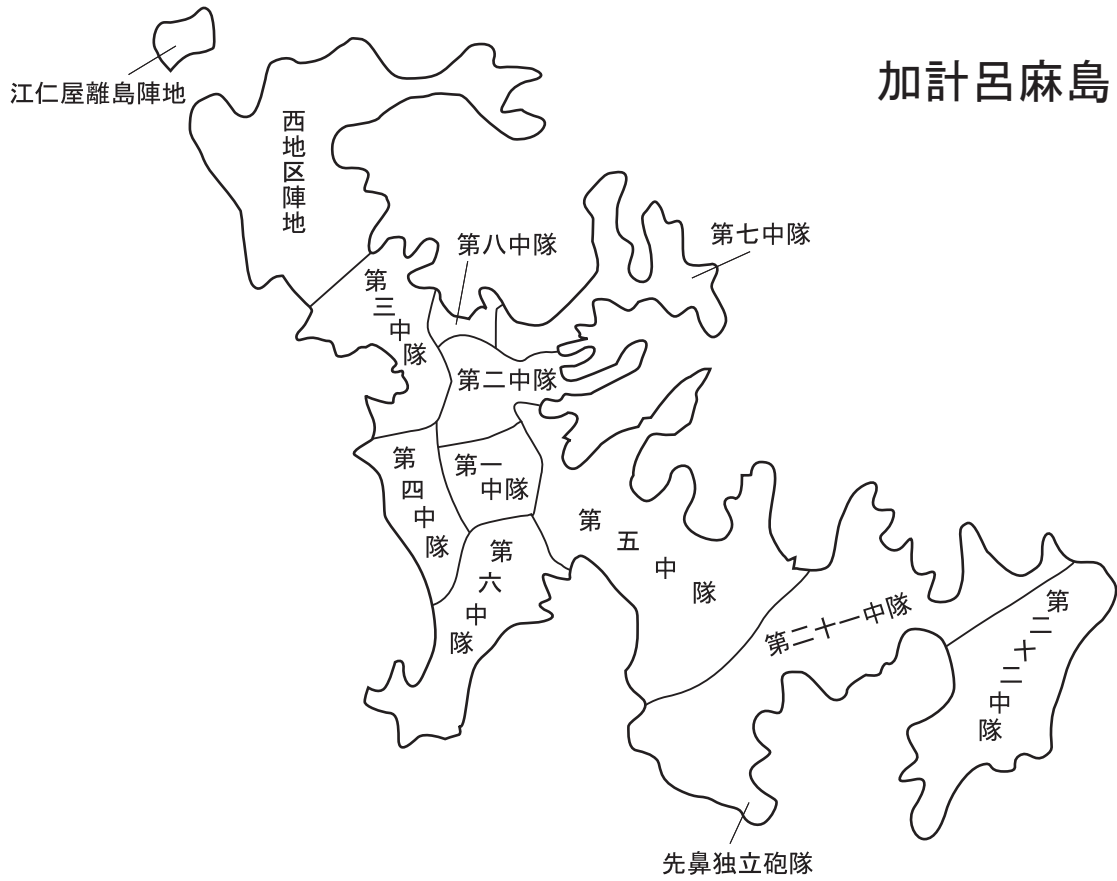 加計呂麻島
江仁屋離島陣地
西地区陣地
第八中隊
第七中隊
第三中隊
第二中隊
第四中隊
第一
中隊
第五中隊
第六中隊
第二十一中隊
第二十二中隊
先鼻独立砲隊